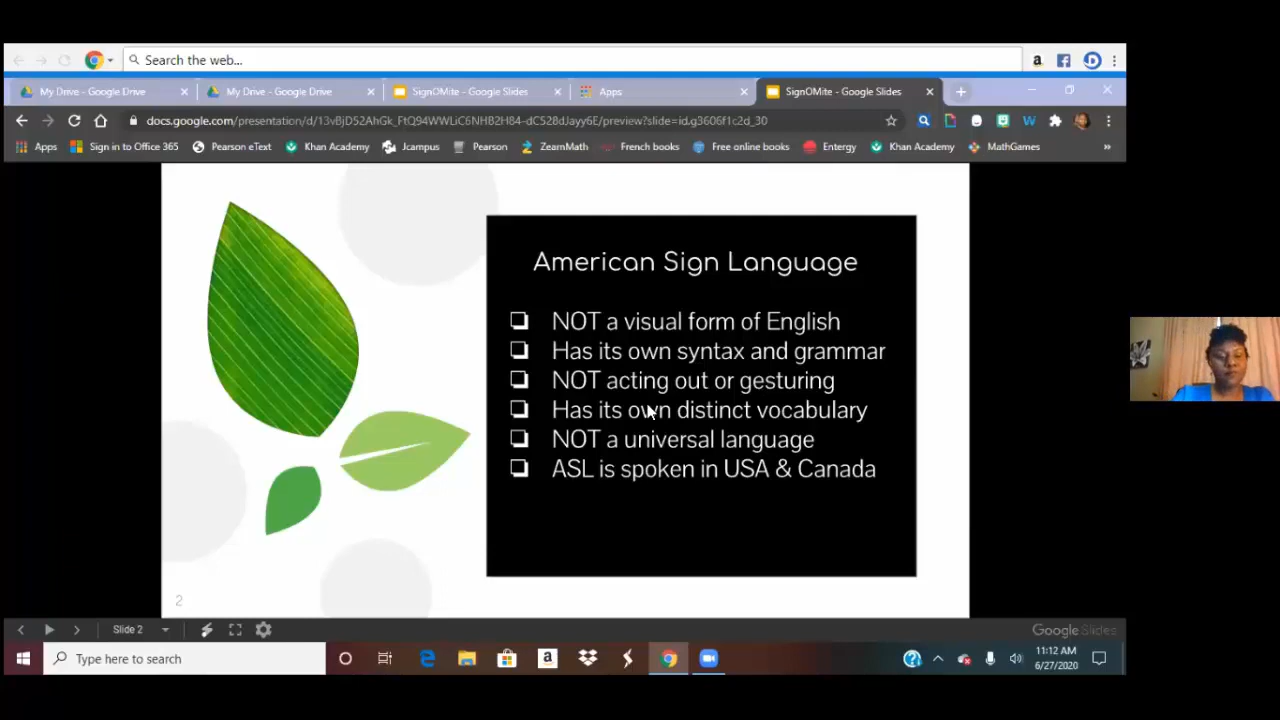 Search the web...
My Drive - Google Drive
My Drive - Google Drive
SignOMite - Google Slides
Apps
SignOMite - Google Slides
Apps
Sign in to Office 365
Pearson eText
Khan Academy
Jcampus
Pearson
ZearnMath
French books
Free online books
Entergy
Khan Academy
MathGames
»
American Sign Language
NOT a visual form of English
Has its own syntax and grammar
NOT acting out or gesturing
Has its own distinct vocabulary
NOT a universal language
ASL is spoken in USA & Canada
2
Slide 2
Google Slides
Type here to search
11:12 AM
6/27/2020